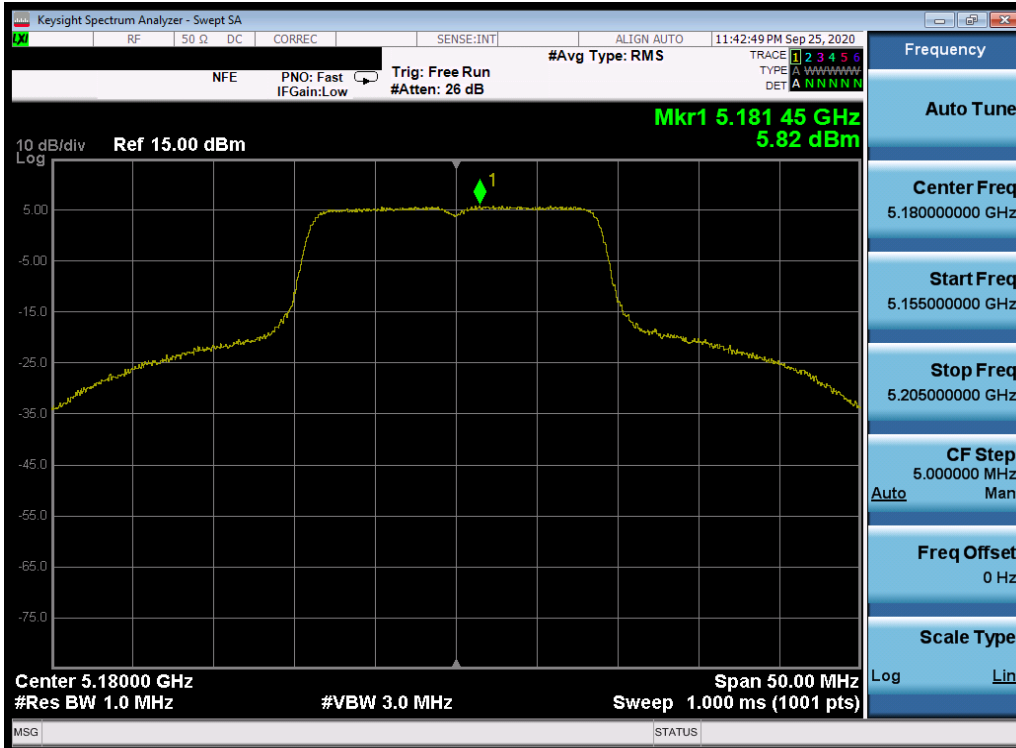 Keysight Spectrum Analyzer - Swept SA
LXI RF 50 Ω DC CORREC SENSE:INT ALIGN AUTO 11:42:49 PM Sep 25, 2020
NFE PNO: Fast IFGain:Low
Trig: Free Run
#Atten: 26 dB
#Avg Type: RMS
TRACE 1 2 3 4 5 6
TYPE A WWWWW
DET A N N N N N
Mkr1 5.181 45 GHz
5.82 dBm
10 dB/div Ref 15.00 dBm
Log
1
5.00
-5.00
-15.0
-25.0
-35.0
-45.0
-55.0
-65.0
-75.0
Center 5.18000 GHz Span 50.00 MHz
#Res BW 1.0 MHz #VBW 3.0 MHz Sweep 1.000 ms (1001 pts)
MSG STATUS
Frequency
Auto Tune
Center Freq
5.180000000 GHz
Start Freq
5.155000000 GHz
Stop Freq
5.205000000 GHz
CF Step
5.000000 MHz
Auto Man
Freq Offset
0 Hz
Scale Type
Log Lin